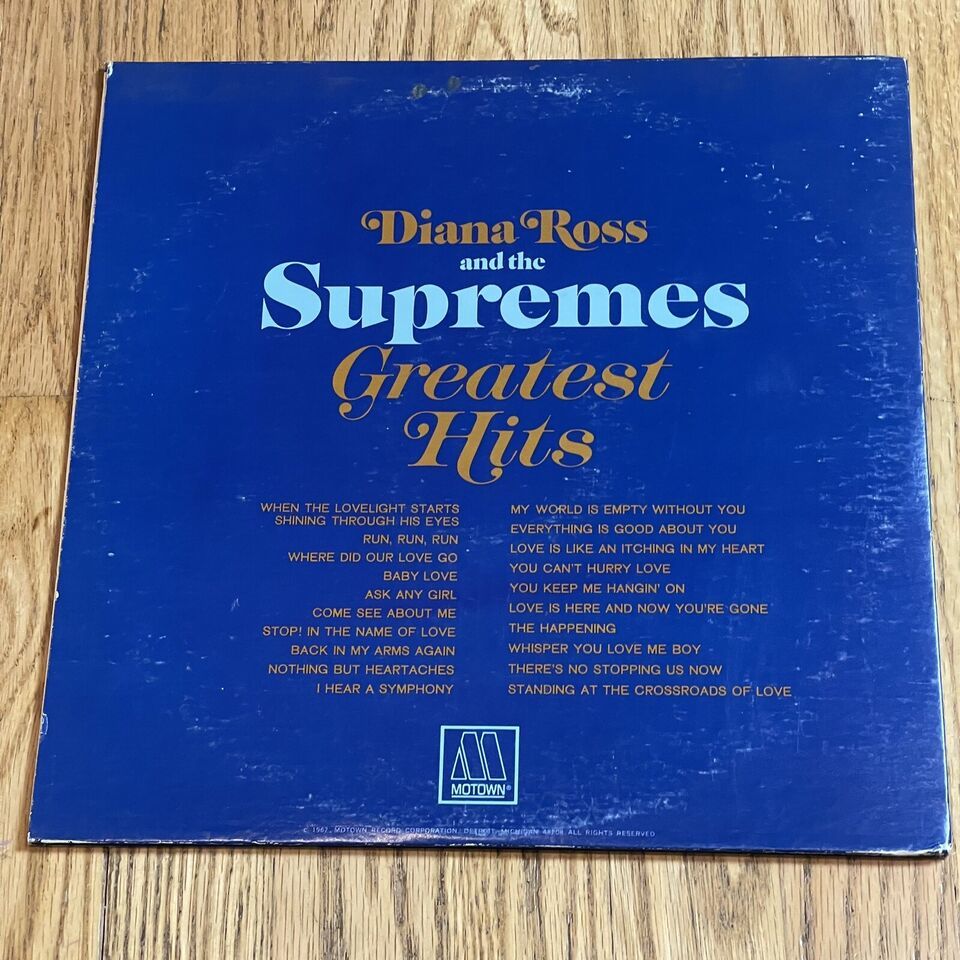 Diana Ross
and the
Supremes
Greatest
Hits
WHEN THE LOVELIGHT STARTS
SHINING THROUGH HIS EYES
RUN, RUN, RUN
WHERE DID OUR LOVE GO
BABY LOVE
ASK ANY GIRL
COME SEE ABOUT ME
STOP! IN THE NAME OF LOVE
BACK IN MY ARMS AGAIN
NOTHING BUT HEARTACHES
I HEAR A SYMPHONY
MY WORLD IS EMPTY WITHOUT YOU
EVERYTHING IS GOOD ABOUT YOU
LOVE IS LIKE AN ITCHING IN MY HEART
YOU CAN'T HURRY LOVE
YOU KEEP ME HANGIN' ON
LOVE IS HERE AND NOW YOU'RE GONE
THE HAPPENING
WHISPER YOU LOVE ME BOY
THERE'S NO STOPPING US NOW
STANDING AT THE CROSSROADS OF LOVE
M
MOTOWN®
C 1967, MOTOWN RECORD CORPORATION, DETROIT, MICHIGAN ALL RIGHTS RESERVED